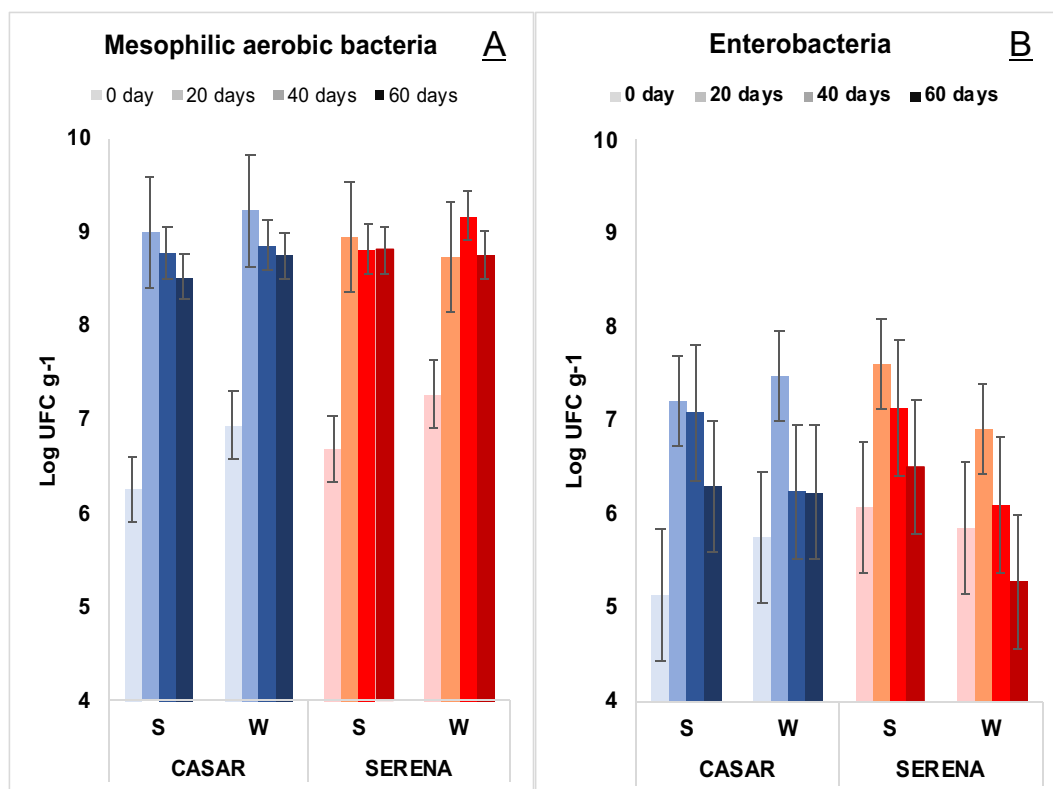 Mesophilic aerobic bacteria A
0 day 20 days 40 days 60 days
10
9
8
7
6
5
4
Log UFC g-1
S W S W
CASAR SERENA
Enterobacteria B
0 day 20 days 40 days 60 days
10
9
8
7
6
5
4
Log UFC g-1
S W S W
CASAR SERENA